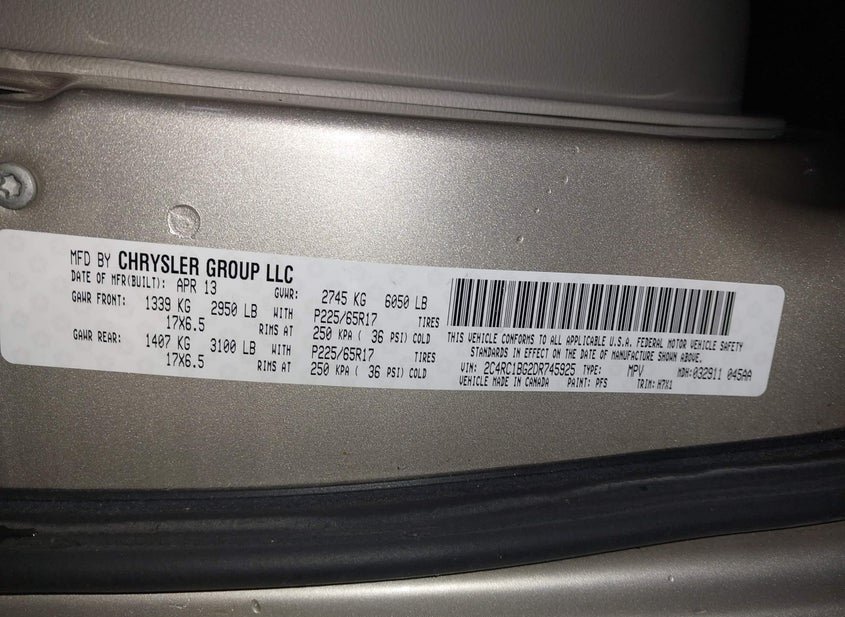 MFD BY CHRYSLER GROUP LLC
DATE OF MFR(BUILT): APR 13 GVWR: 2745 KG 6050 LB
GAWR FRONT: 1339 KG 2950 LB WITH P225/65R17 TIRES
17X6.5 RIMS AT 250 KPA ( 36 PSI) COLD
GAWR REAR: 1407 KG 3100 LB WITH P225/65R17 TIRES
17X6.5 RIMS AT 250 KPA ( 36 PSI) COLD
THIS VEHICLE CONFORMS TO ALL APPLICABLE U.S.A. FEDERAL MOTOR VEHICLE SAFETY
STANDARDS IN EFFECT ON THE DATE OF MANUFACTURE SHOWN ABOVE.
VIN: 2C4RC1BG2DR745925 TYPE: MPV MDH:032911 045AA
VEHICLE MADE IN CANADA PAINT: PFS TRIM: H7X1